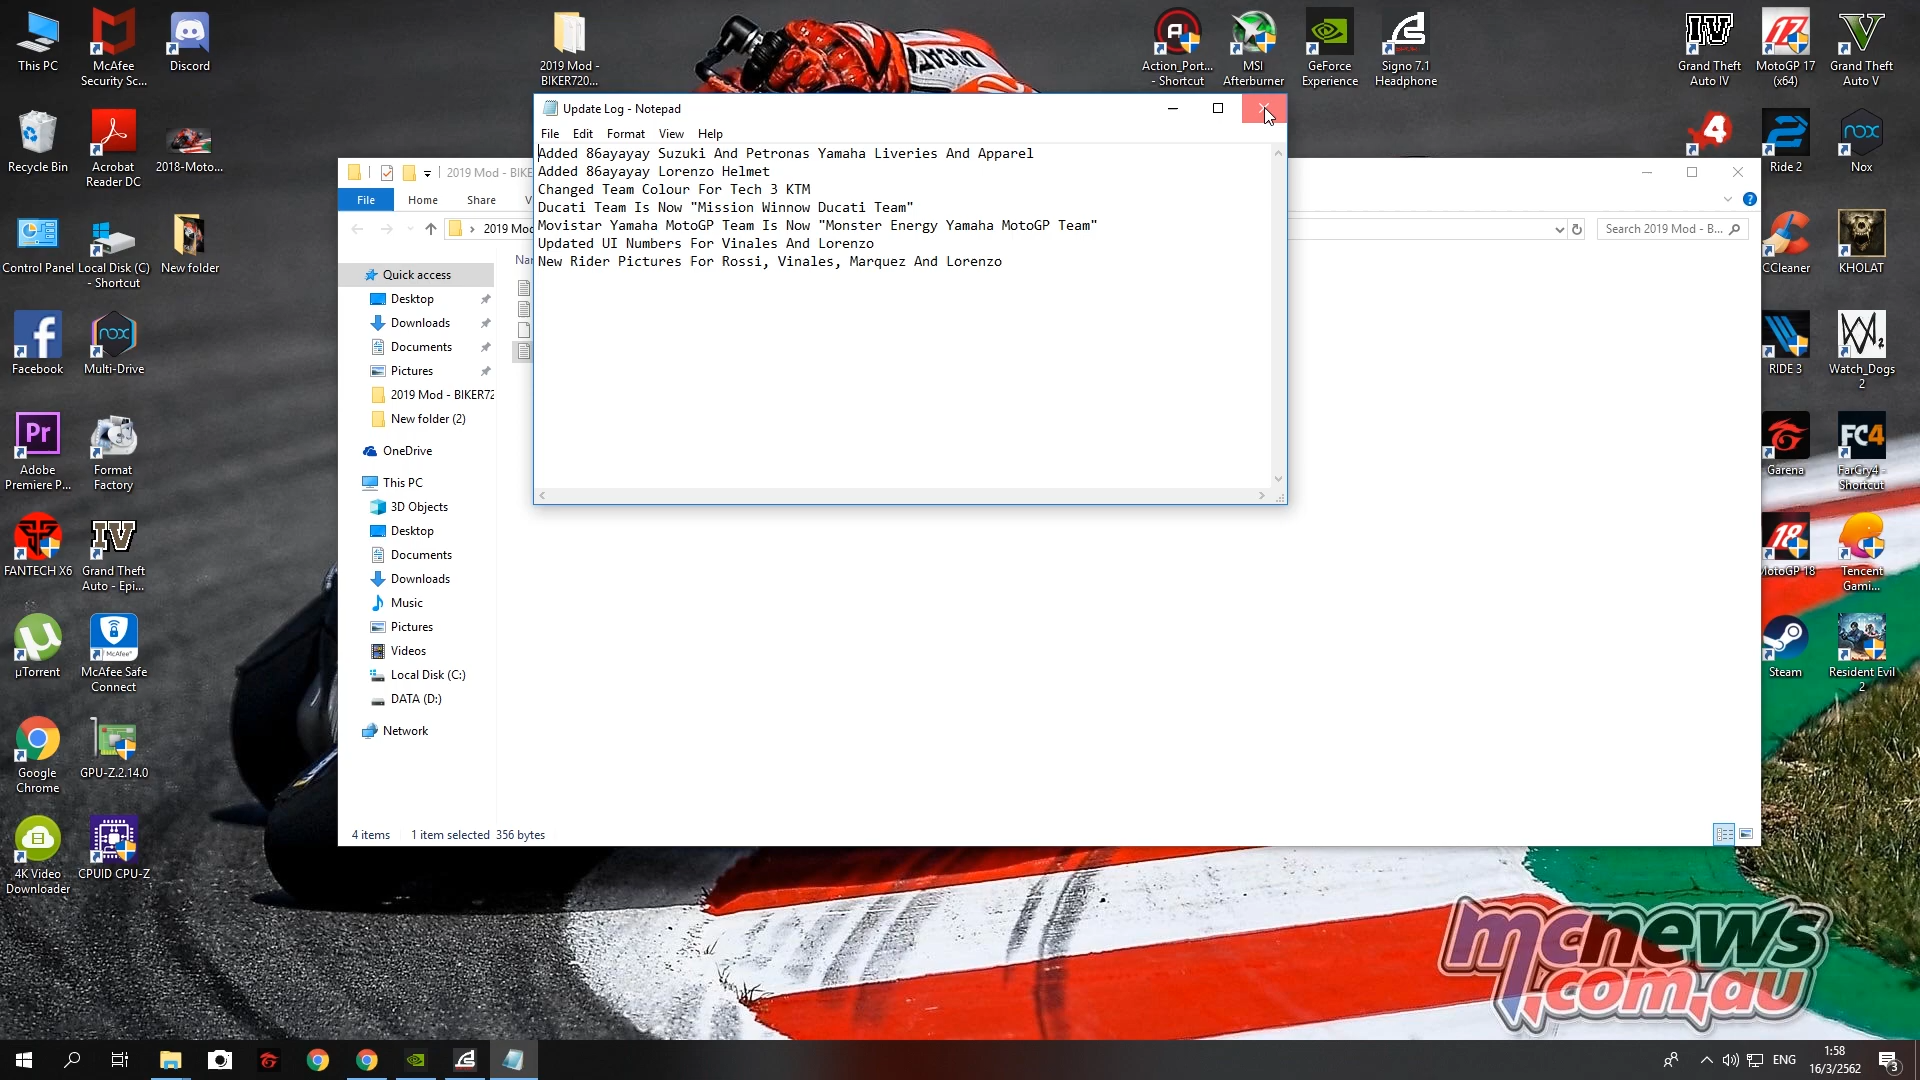 This PC
McAfee
Security Sc...
Discord
2019 Mod -
BIKER720...
Action_Port...
- Shortcut
MSI
Afterburner
GeForce
Experience
Signo 7.1
Headphone
Grand Theft
Auto IV
MotoGP 17
(x64)
Grand Theft
Auto V
Update Log - Notepad
File Edit Format View Help
Added 86ayayay Suzuki And Petronas Yamaha Liveries And Apparel
Added 86ayayay Lorenzo Helmet
Changed Team Colour For Tech 3 KTM
Ducati Team Is Now "Mission Winnow Ducati Team"
Movistar Yamaha MotoGP Team Is Now "Monster Energy Yamaha MotoGP Team"
Updated UI Numbers For Vinales And Lorenzo
New Rider Pictures For Rossi, Vinales, Marquez And Lorenzo
Recycle Bin
Acrobat
Reader DC
2018-Moto...
Ride 2
Nox
2019 Mod - BIKE
File Home Share V
2019 Mod
Search 2019 Mod - B...
Nar
Quick access
Desktop
Downloads
Documents
Pictures
2019 Mod - BIKER72
New folder (2)
OneDrive
This PC
3D Objects
Desktop
Documents
Downloads
Music
Pictures
Videos
Local Disk (C:)
DATA (D:)
Network
4 items 1 item selected 356 bytes
Control Panel
Local Disk (C)
- Shortcut
New folder
CCleaner
KHOLAT
Facebook
Multi-Drive
RIDE 3
Watch_Dogs
2
Adobe
Premiere P...
Format
Factory
Garena
FarCry4 -
Shortcut
FANTECH X6
Grand Theft
Auto - Epi...
MotoGP 18
Tencent
Gami...
µTorrent
McAfee Safe
Connect
Steam
Resident Evil
2
Google
Chrome
GPU-Z.2.14.0
4K Video
Downloader
CPUID CPU-Z
mcnews
.com.au
ENG
1:58
16/3/2562
3